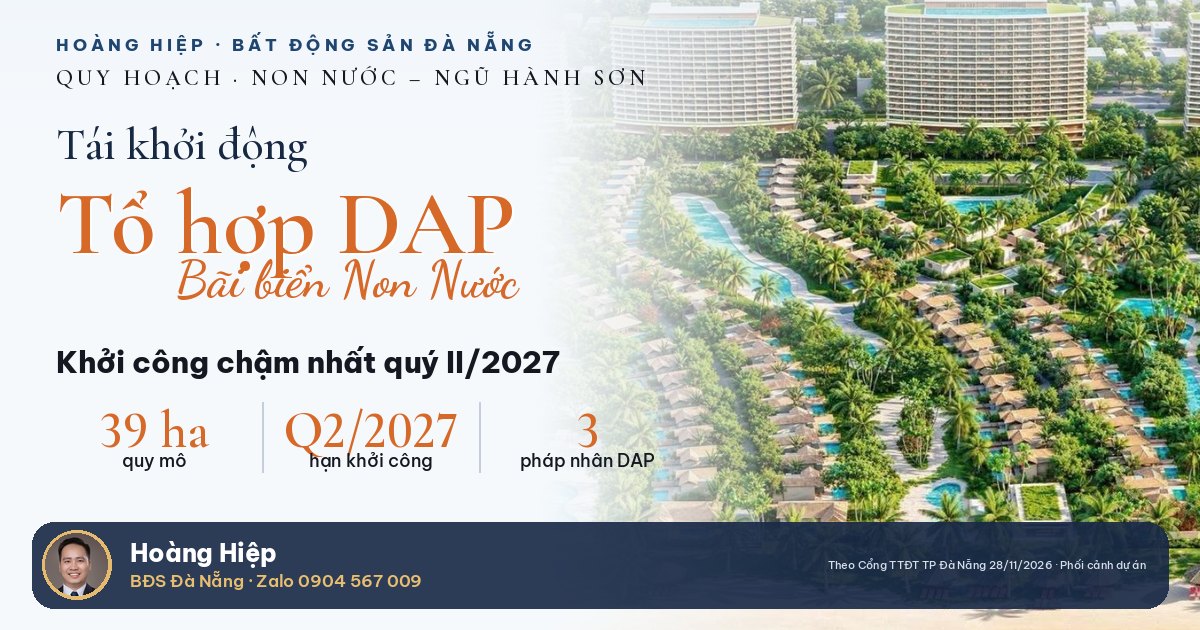 HOÀNG HIỆP · BẤT ĐỘNG SẢN ĐÀ NẴNG
QUY HOẠCH · NON NƯỚC – NGŨ HÀNH SƠN
Tái khởi động
Tổ hợp DAP
Bãi biển Non Nước
Khởi công chậm nhất quý II/2027
39 ha
quy mô
Q2/2027
hạn khởi công
3
pháp nhân DAP
Hoàng Hiệp
BĐS Đà Nẵng · Zalo 0904 567 009
Theo Cổng TTĐT TP Đà Nẵng 28/11/2026 · Phối cảnh dự án